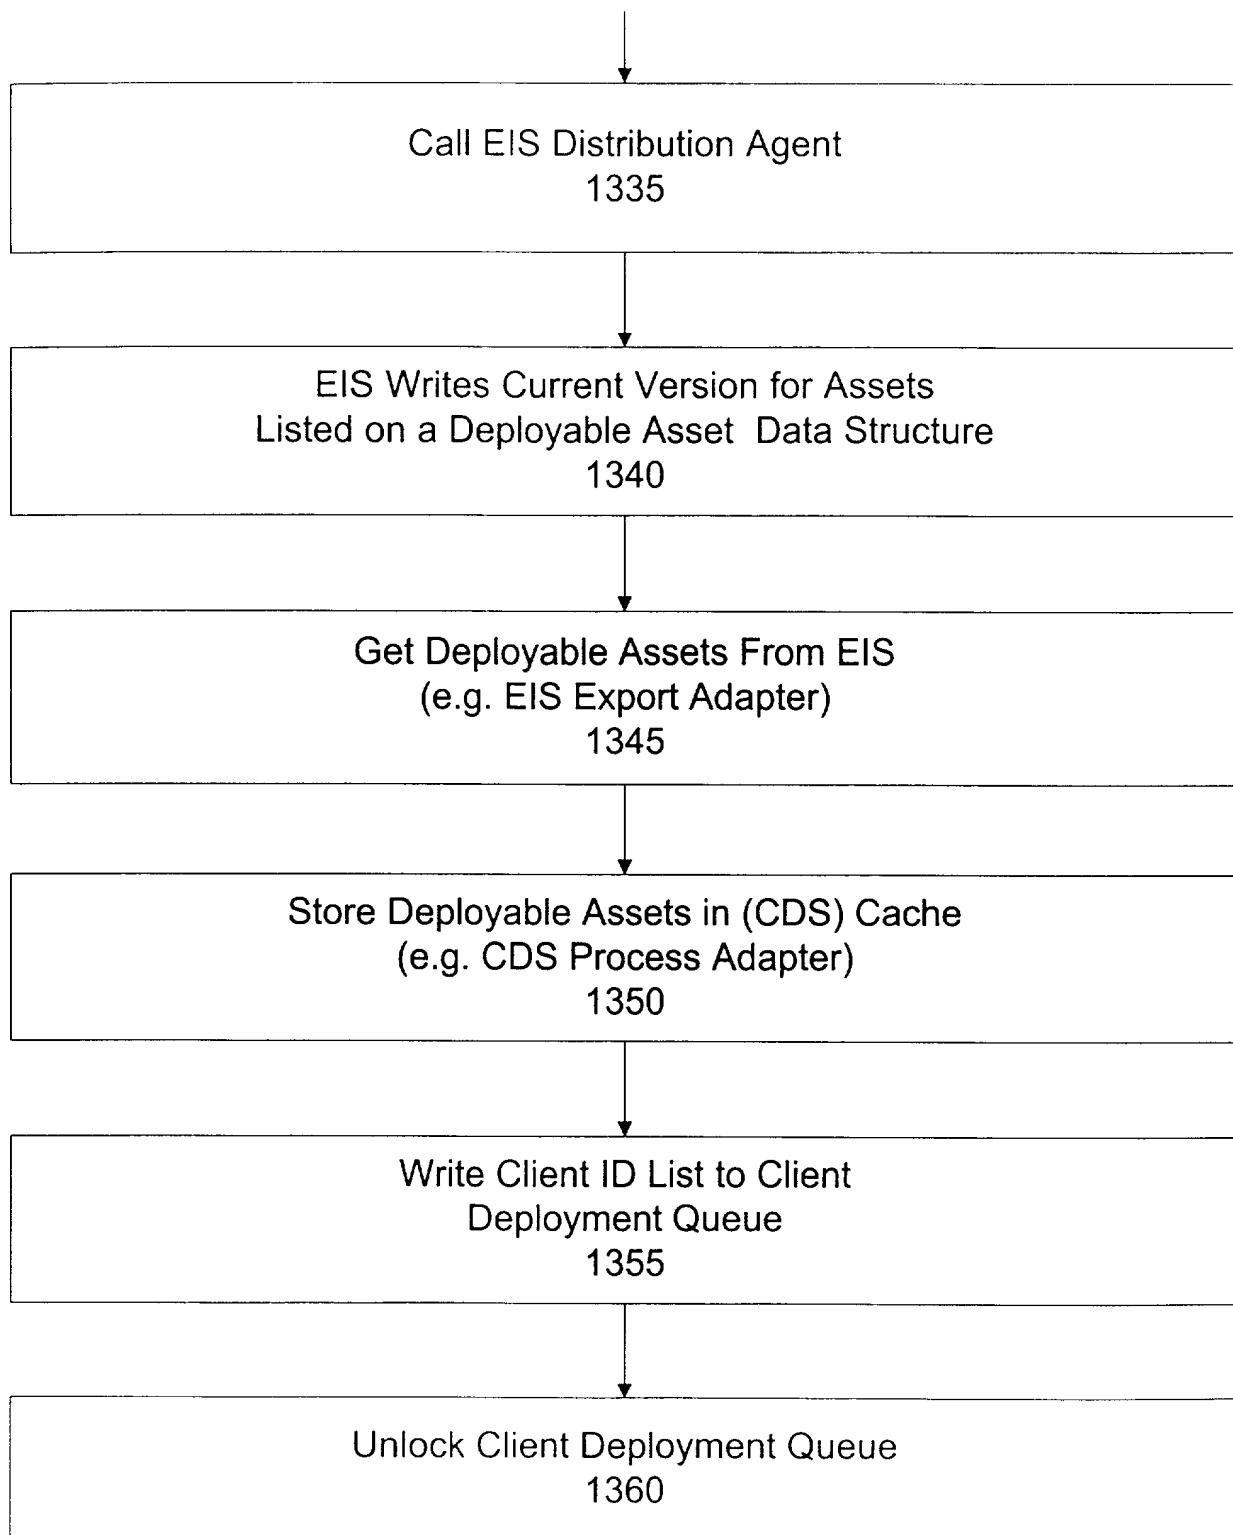 Call EIS Distribution Agent
1335
EIS Writes Current Version for Assets
Listed on a Deployable Asset Data Structure
1340
Get Deployable Assets From EIS
(e.g. EIS Export Adapter)
1345
Store Deployable Assets in (CDS) Cache
(e.g. CDS Process Adapter)
1350
Write Client ID List to Client
Deployment Queue
1355
Unlock Client Deployment Queue
1360